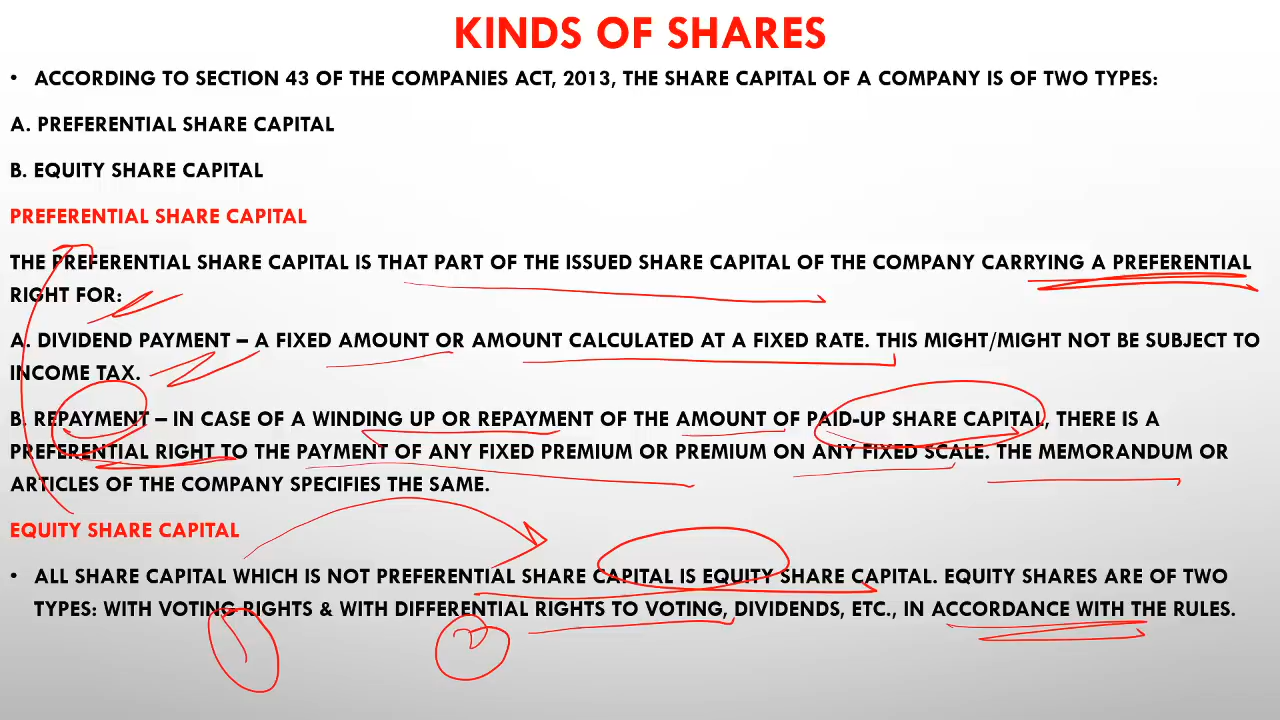 KINDS OF SHARES
• ACCORDING TO SECTION 43 OF THE COMPANIES ACT, 2013, THE SHARE CAPITAL OF A COMPANY IS OF TWO TYPES:
A. PREFERENTIAL SHARE CAPITAL
B. EQUITY SHARE CAPITAL
PREFERENTIAL SHARE CAPITAL
THE PREFERENTIAL SHARE CAPITAL IS THAT PART OF THE ISSUED SHARE CAPITAL OF THE COMPANY CARRYING A PREFERENTIAL
RIGHT FOR:
A. DIVIDEND PAYMENT – A FIXED AMOUNT OR AMOUNT CALCULATED AT A FIXED RATE. THIS MIGHT/MIGHT NOT BE SUBJECT TO
INCOME TAX.
B. REPAYMENT – IN CASE OF A WINDING UP OR REPAYMENT OF THE AMOUNT OF PAID-UP SHARE CAPITAL, THERE IS A
PREFERENTIAL RIGHT TO THE PAYMENT OF ANY FIXED PREMIUM OR PREMIUM ON ANY FIXED SCALE. THE MEMORANDUM OR
ARTICLES OF THE COMPANY SPECIFIES THE SAME.
EQUITY SHARE CAPITAL
• ALL SHARE CAPITAL WHICH IS NOT PREFERENTIAL SHARE CAPITAL IS EQUITY SHARE CAPITAL. EQUITY SHARES ARE OF TWO
TYPES: WITH VOTING RIGHTS & WITH DIFFERENTIAL RIGHTS TO VOTING, DIVIDENDS, ETC., IN ACCORDANCE WITH THE RULES.
1 2